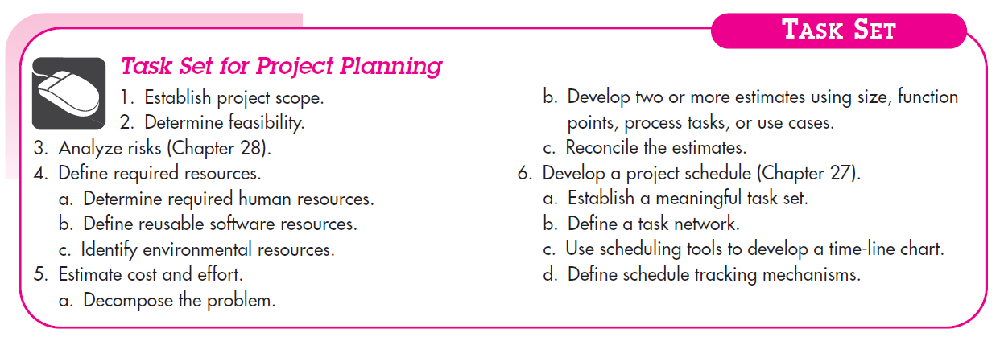 TASK SET
Task Set for Project Planning
1. Establish project scope.
2. Determine feasibility.
3. Analyze risks (Chapter 28).
4. Define required resources.
a. Determine required human resources.
b. Define reusable software resources.
c. Identify environmental resources.
5. Estimate cost and effort.
a. Decompose the problem.
b. Develop two or more estimates using size, function
points, process tasks, or use cases.
c. Reconcile the estimates.
6. Develop a project schedule (Chapter 27).
a. Establish a meaningful task set.
b. Define a task network.
c. Use scheduling tools to develop a time-line chart.
d. Define schedule tracking mechanisms.